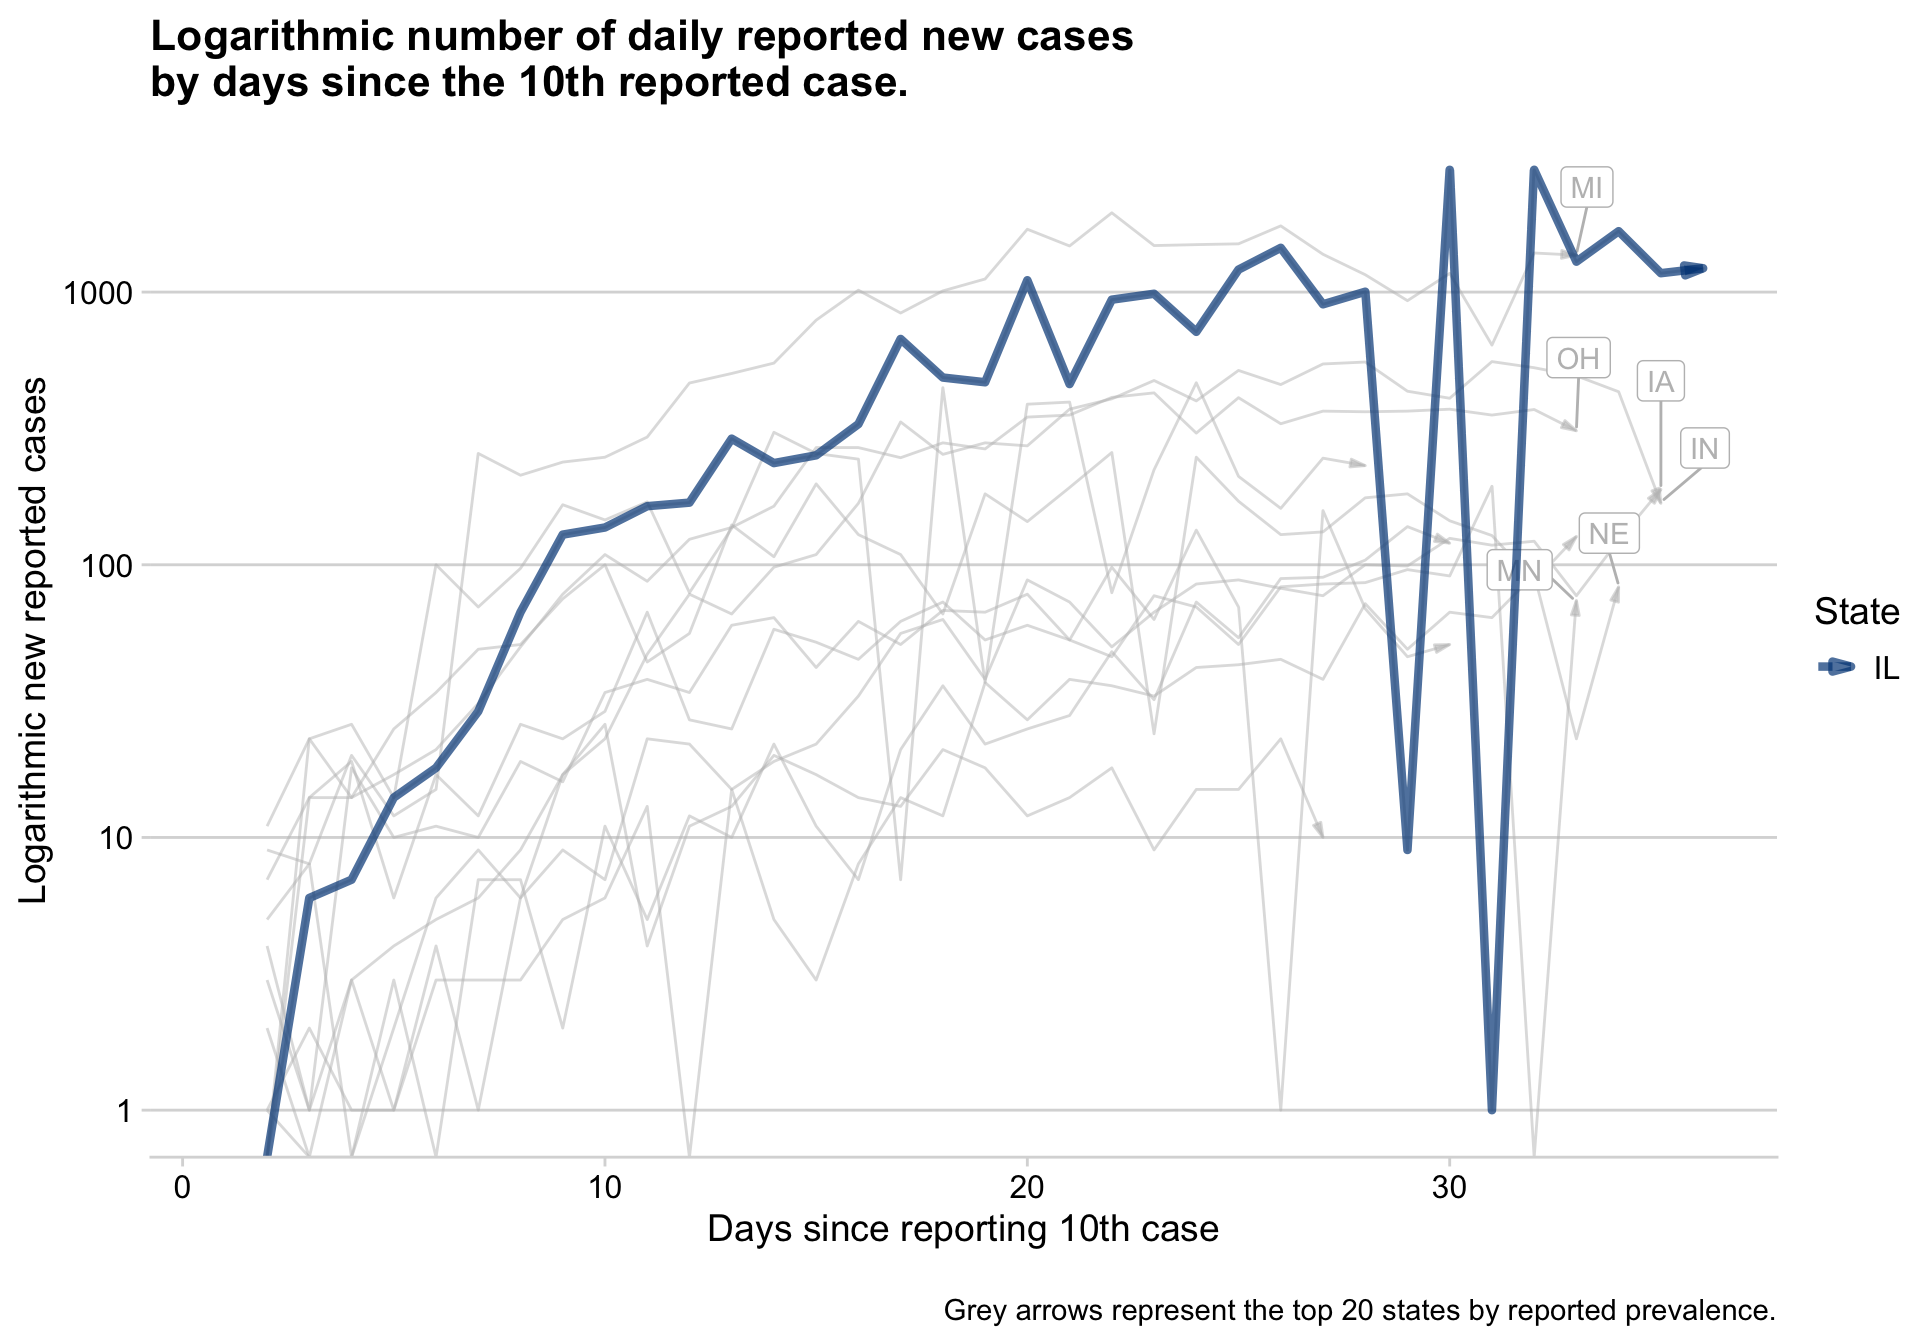 Logarithmic number of daily reported new cases
by days since the 10th reported case.
Logarithmic new reported cases
1000
100
10
1
MI
OH
IA
IN
NE
MN
State
IL
0 10 20 30
Days since reporting 10th case
Grey arrows represent the top 20 states by reported prevalence.